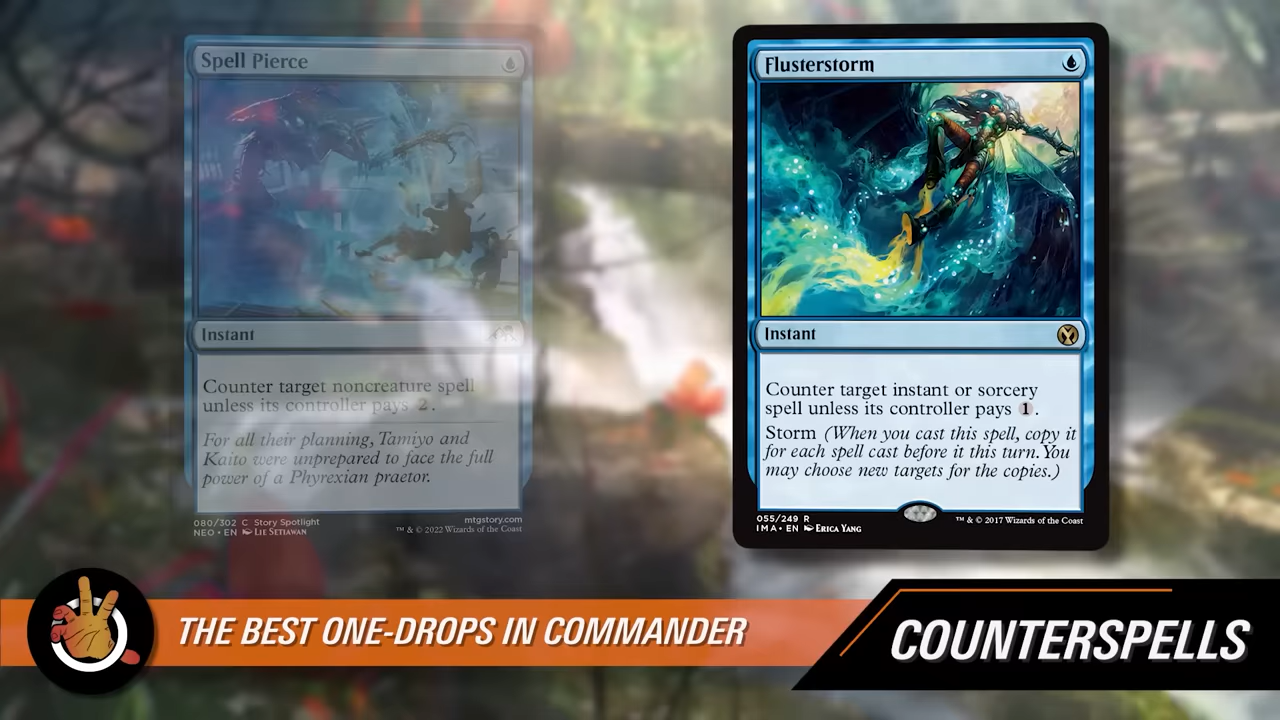 Spell Pierce
Instant
Counter target noncreature spell
unless its controller pays 2.
For all their planning, Tamiyo and
Kaito were unprepared to face the full
power of a Phyrexian praetor.
080/302 C Story Spotlight
NEO • EN Lie Setiawan
mtgstory.com
™ & © 2022 Wizards of the Coast
Flusterstorm
Instant
Counter target instant or sorcery
spell unless its controller pays 1.
Storm (When you cast this spell, copy it
for each spell cast before it this turn. You
may choose new targets for the copies.)
055/249 R
IMA • EN Erica Yang
™ & © 2017 Wizards of the Coast
THE BEST ONE-DROPS IN COMMANDER
COUNTERSPELLS